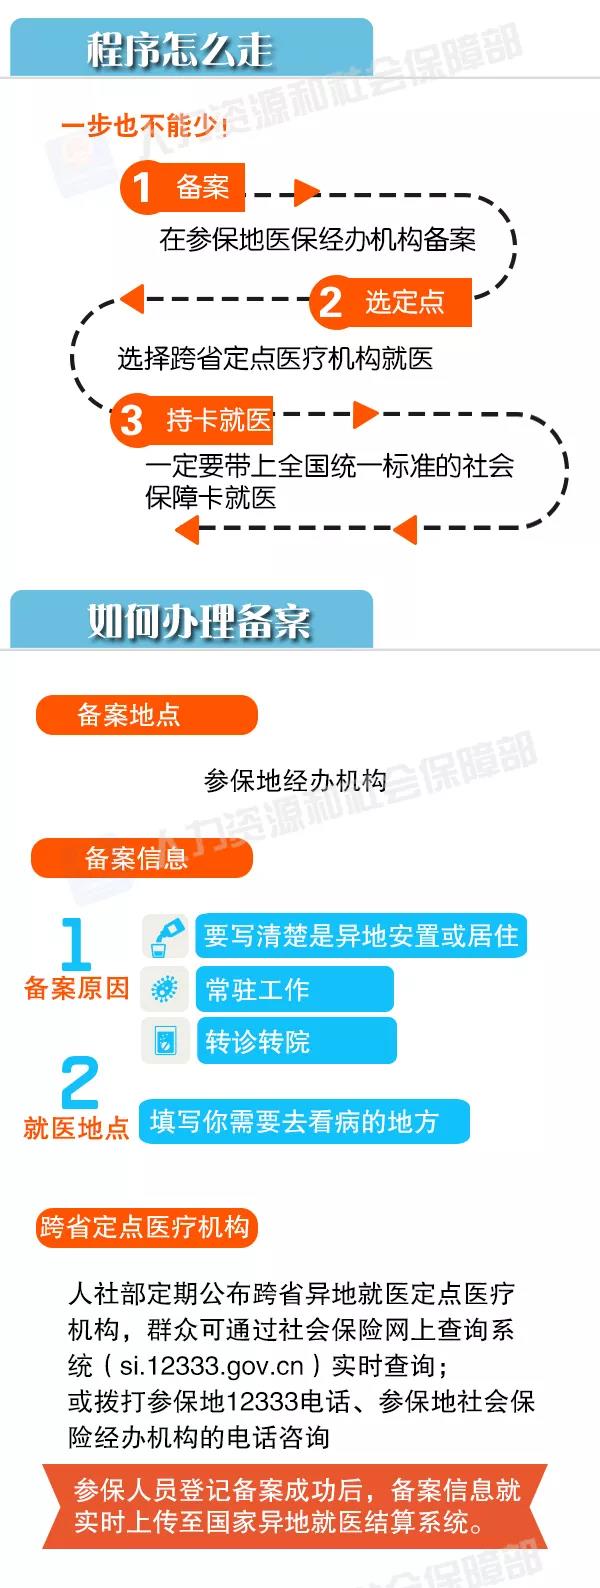 程序怎么走
人力资源和社会保障部
一步也不能少!
1 备案
在参保地医保经办机构备案
2 选定点
选择跨省定点医疗机构就医
3 持卡就医
一定要带上全国统一标准的社会
保障卡就医
如何办理备案
备案地点
人力资源和社会保障部
参保地经办机构
备案信息
1
备案原因
要写清楚是异地安置或居住
常驻工作
转诊转院
2
就医地点
填写你需要去看病的地方
跨省定点医疗机构
人社部定期公布跨省异地就医定点医疗
机构，群众可通过社会保险网上查询系
统（si.12333.gov.cn）实时查询；
或拨打参保地12333电话、参保地社会保
险经办机构的电话咨询
参保人员登记备案成功后，备案信息就
实时上传至国家异地就医结算系统。
人力资源和社会保障部